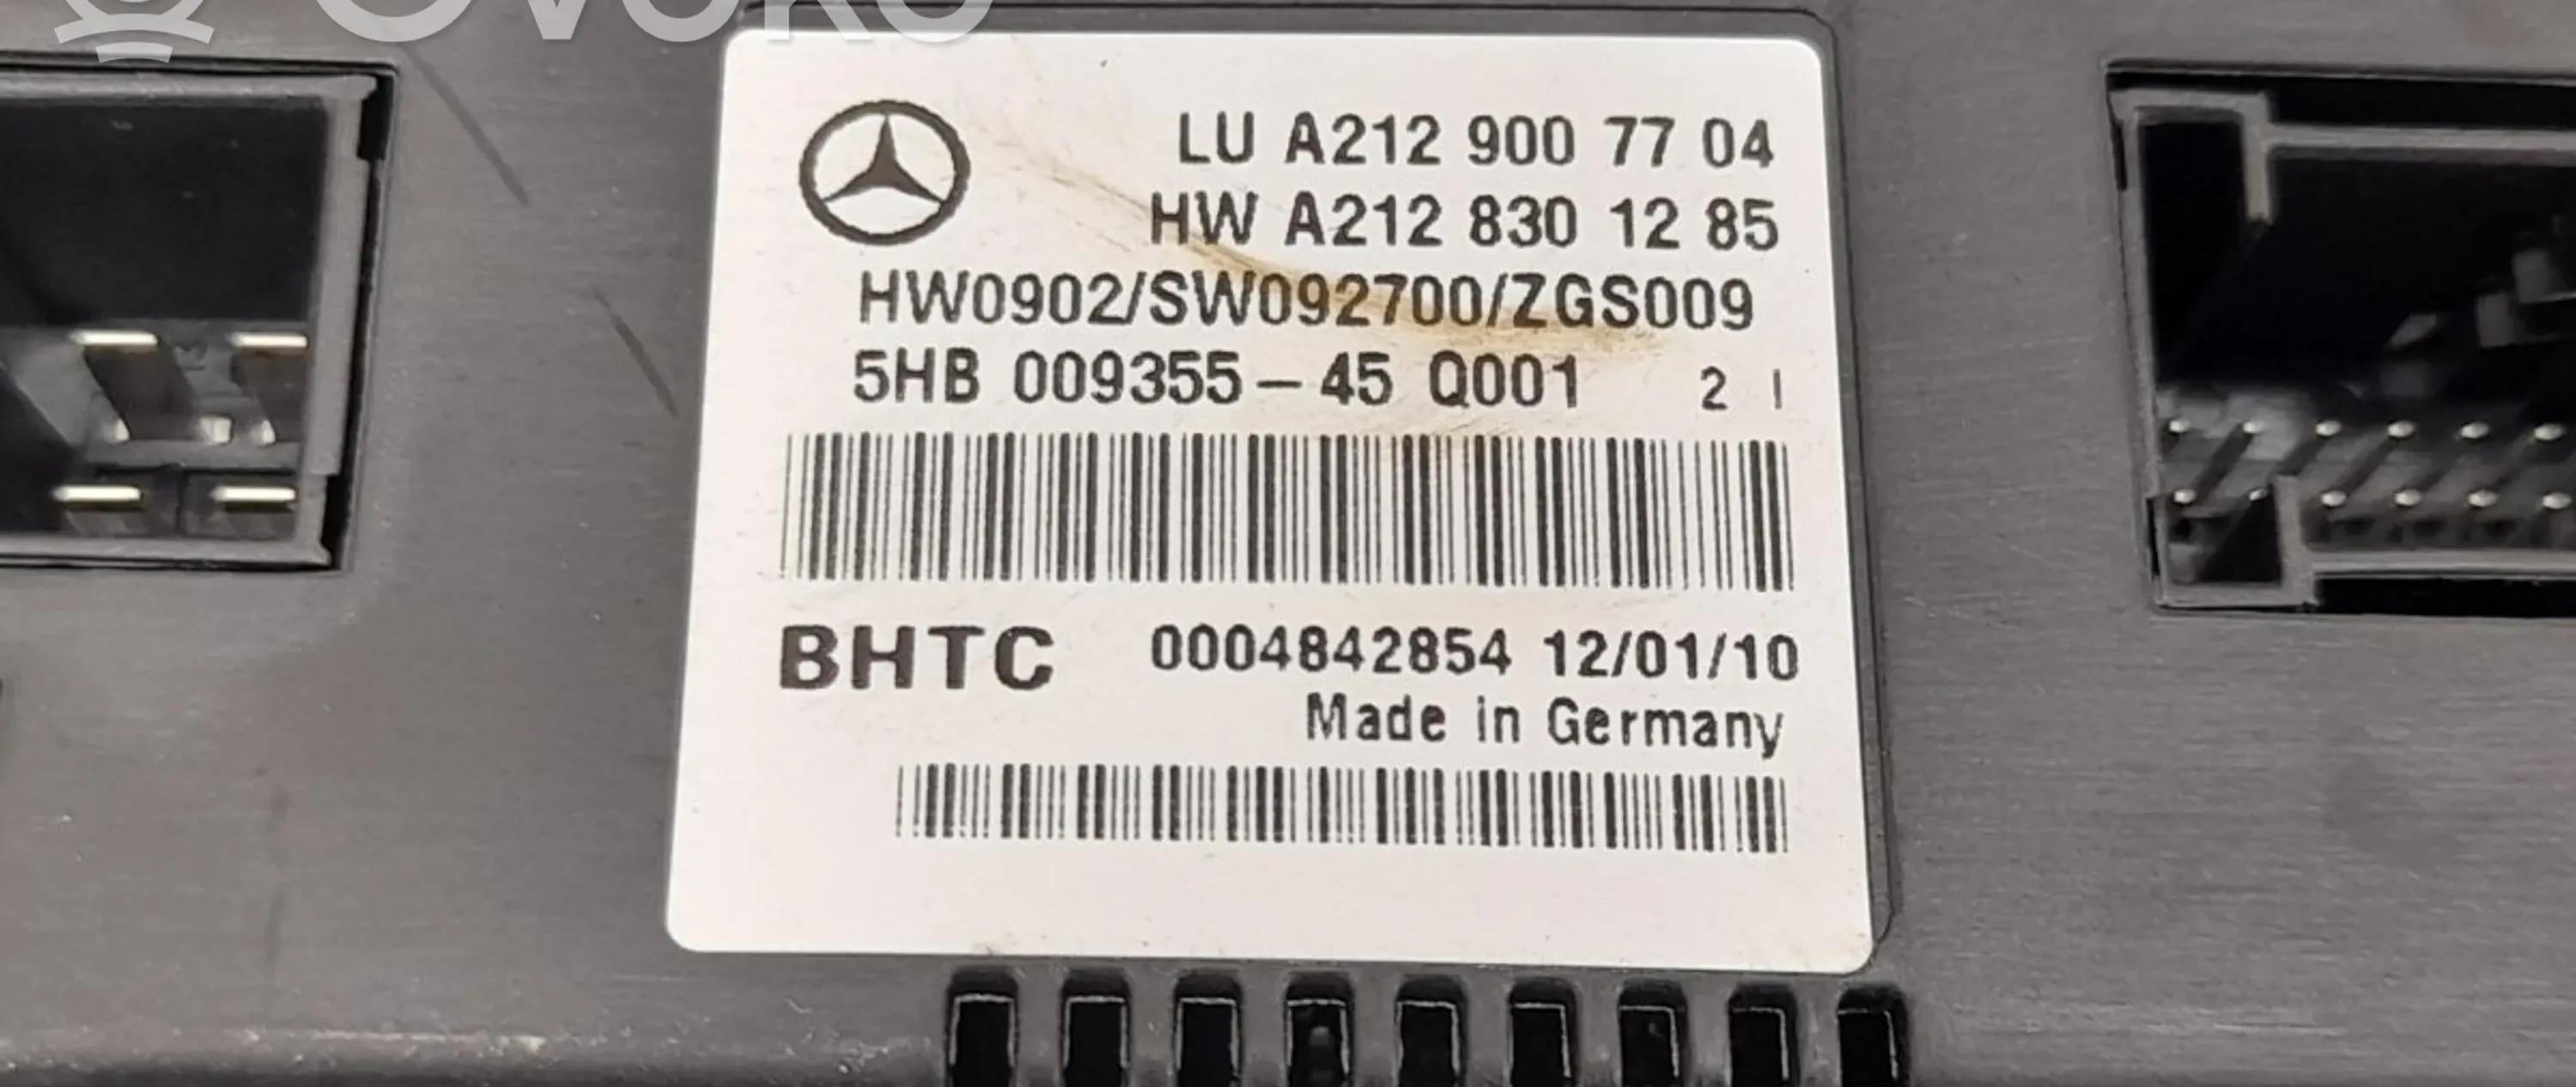 OVOKO
LU A212 900 77 04
HW A212 830 12 85
HW0902/SW092700/ZGS009
5HB 009355-45 Q001 2 I
BHTC 0004842854 12/01/10
Made in Germany